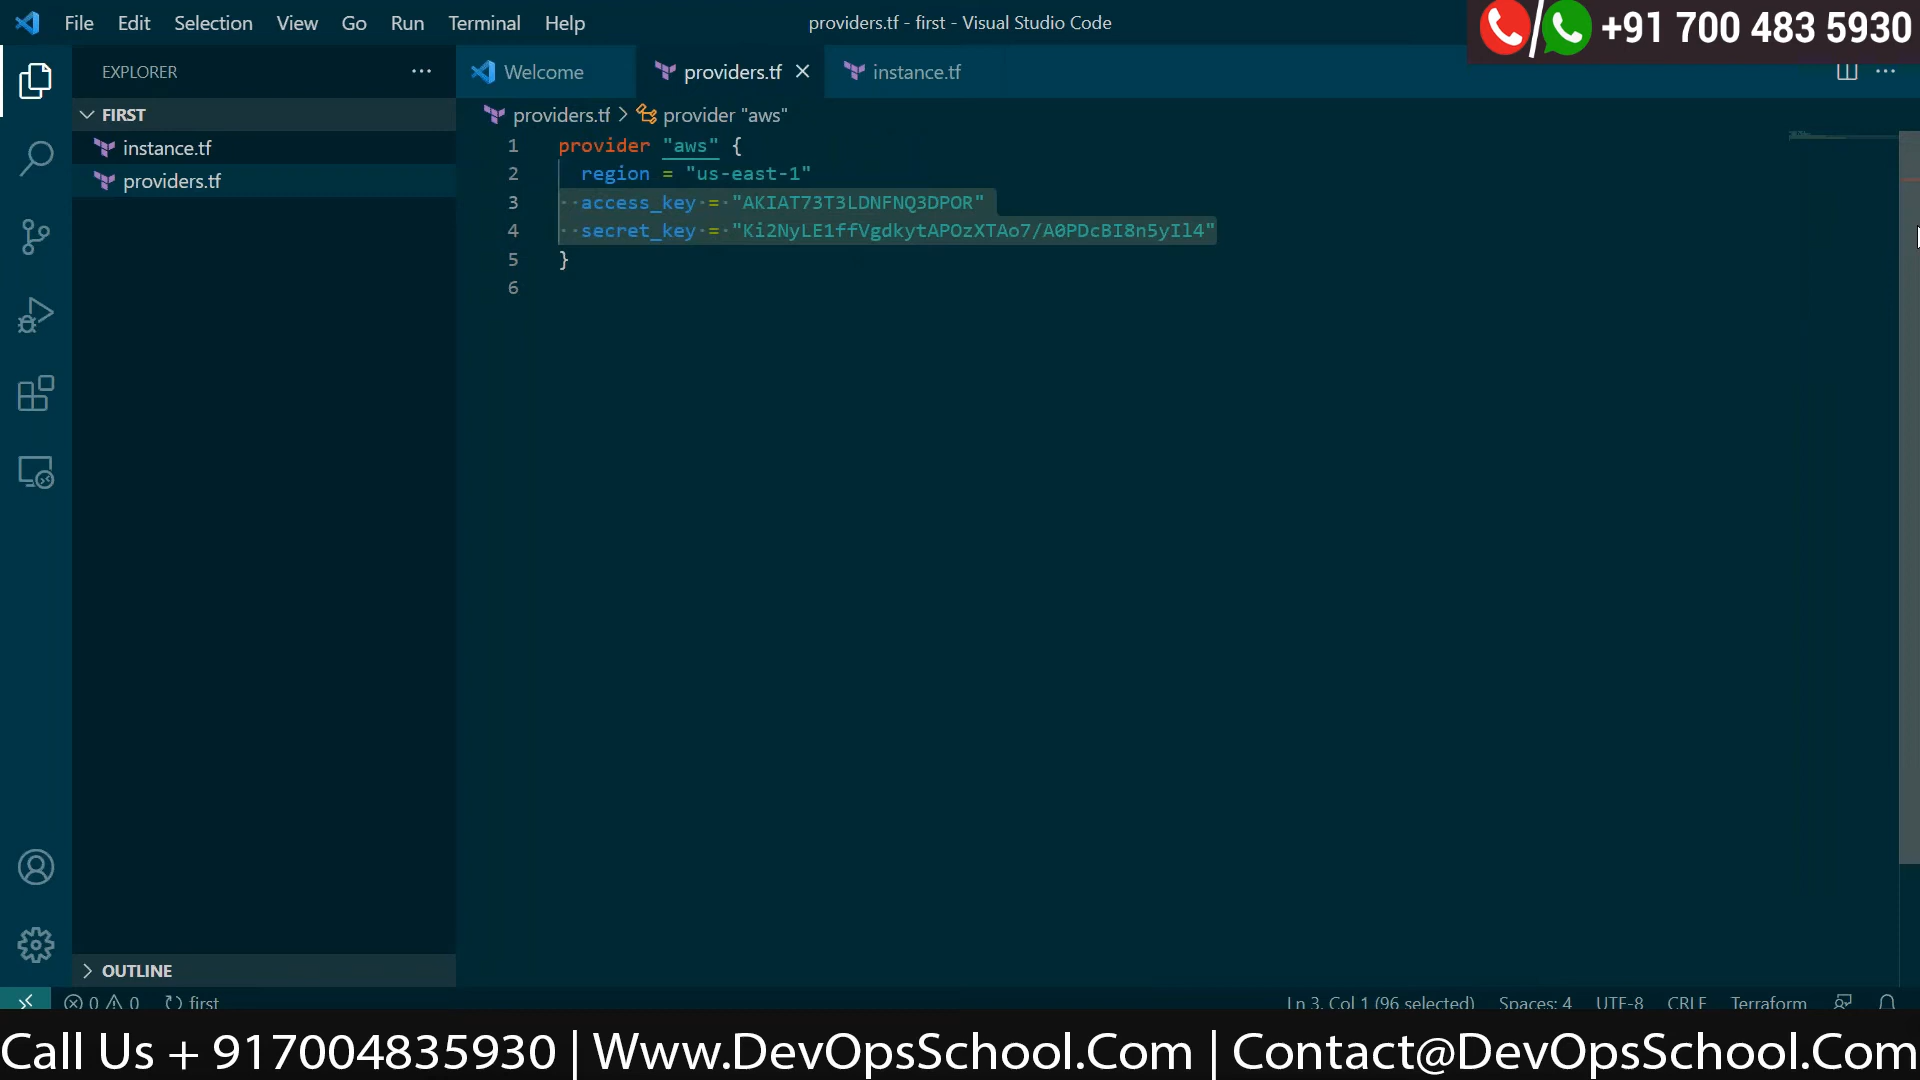 File Edit Selection View Go Run Terminal Help
providers.tf - first - Visual Studio Code
+91 700 483 5930
EXPLORER
Welcome
providers.tf
instance.tf
FIRST
instance.tf
providers.tf
providers.tf > provider "aws"
1 provider "aws" {
2 region = "us-east-1"
3 access_key = "AKIAT73T3LDNFNQ3DPOR"
4 secret_key = "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"
5 }
6
OUTLINE
0 0 first
Ln 3, Col 1 (96 selected) Spaces: 4 UTF-8 CRLF Terraform
Call Us + 917004835930 | Www.DevOpsSchool.Com | Contact@DevOpsSchool.Com